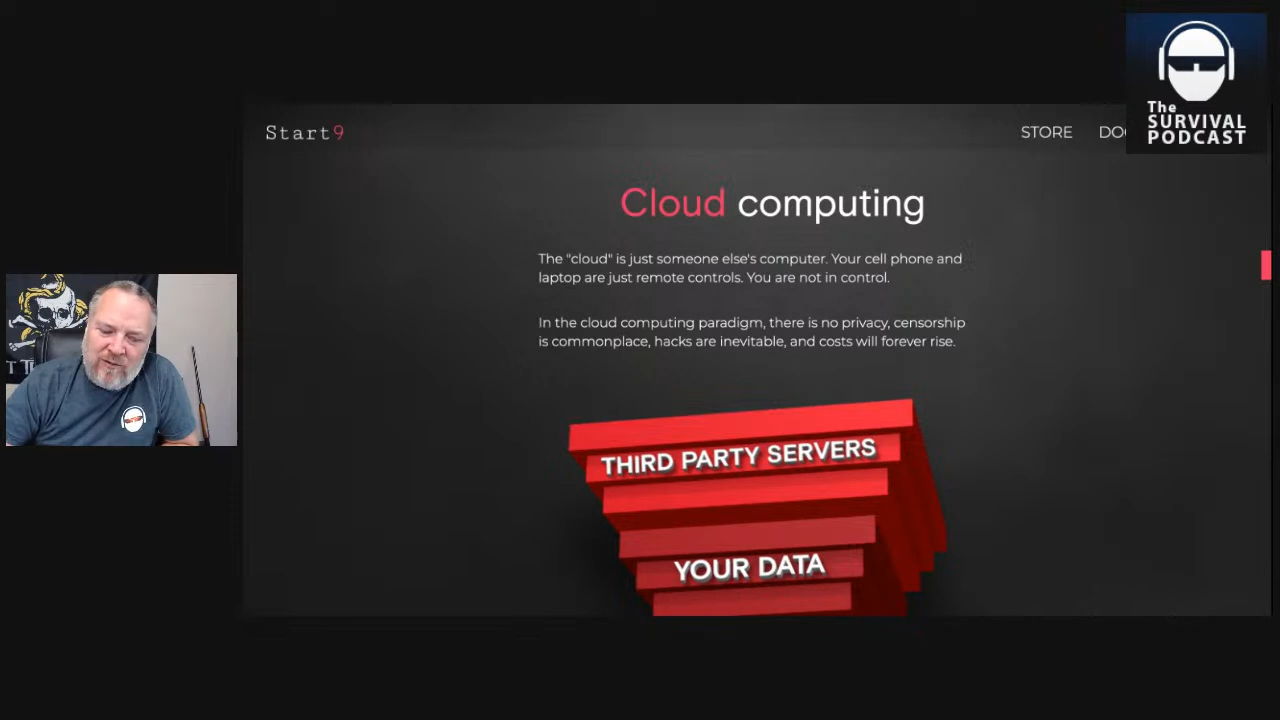 The
SURVIVAL
PODCAST
Start9
STORE
Cloud computing
The "cloud" is just someone else's computer. Your cell phone and
laptop are just remote controls. You are not in control.
In the cloud computing paradigm, there is no privacy, censorship
is commonplace, hacks are inevitable, and costs will forever rise.
THIRD PARTY SERVERS
YOUR DATA